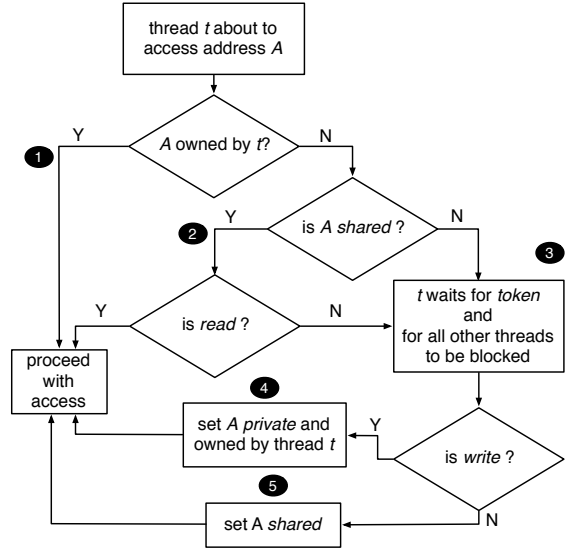 thread t about to
access address A
Y
A owned by t?
N
1
Y
is A shared ?
N
2
3
t waits for token
and
for all other threads
to be blocked
Y
is read ?
N
proceed
with
access
4
set A private and
owned by thread t
Y
is write ?
5
set A shared
N